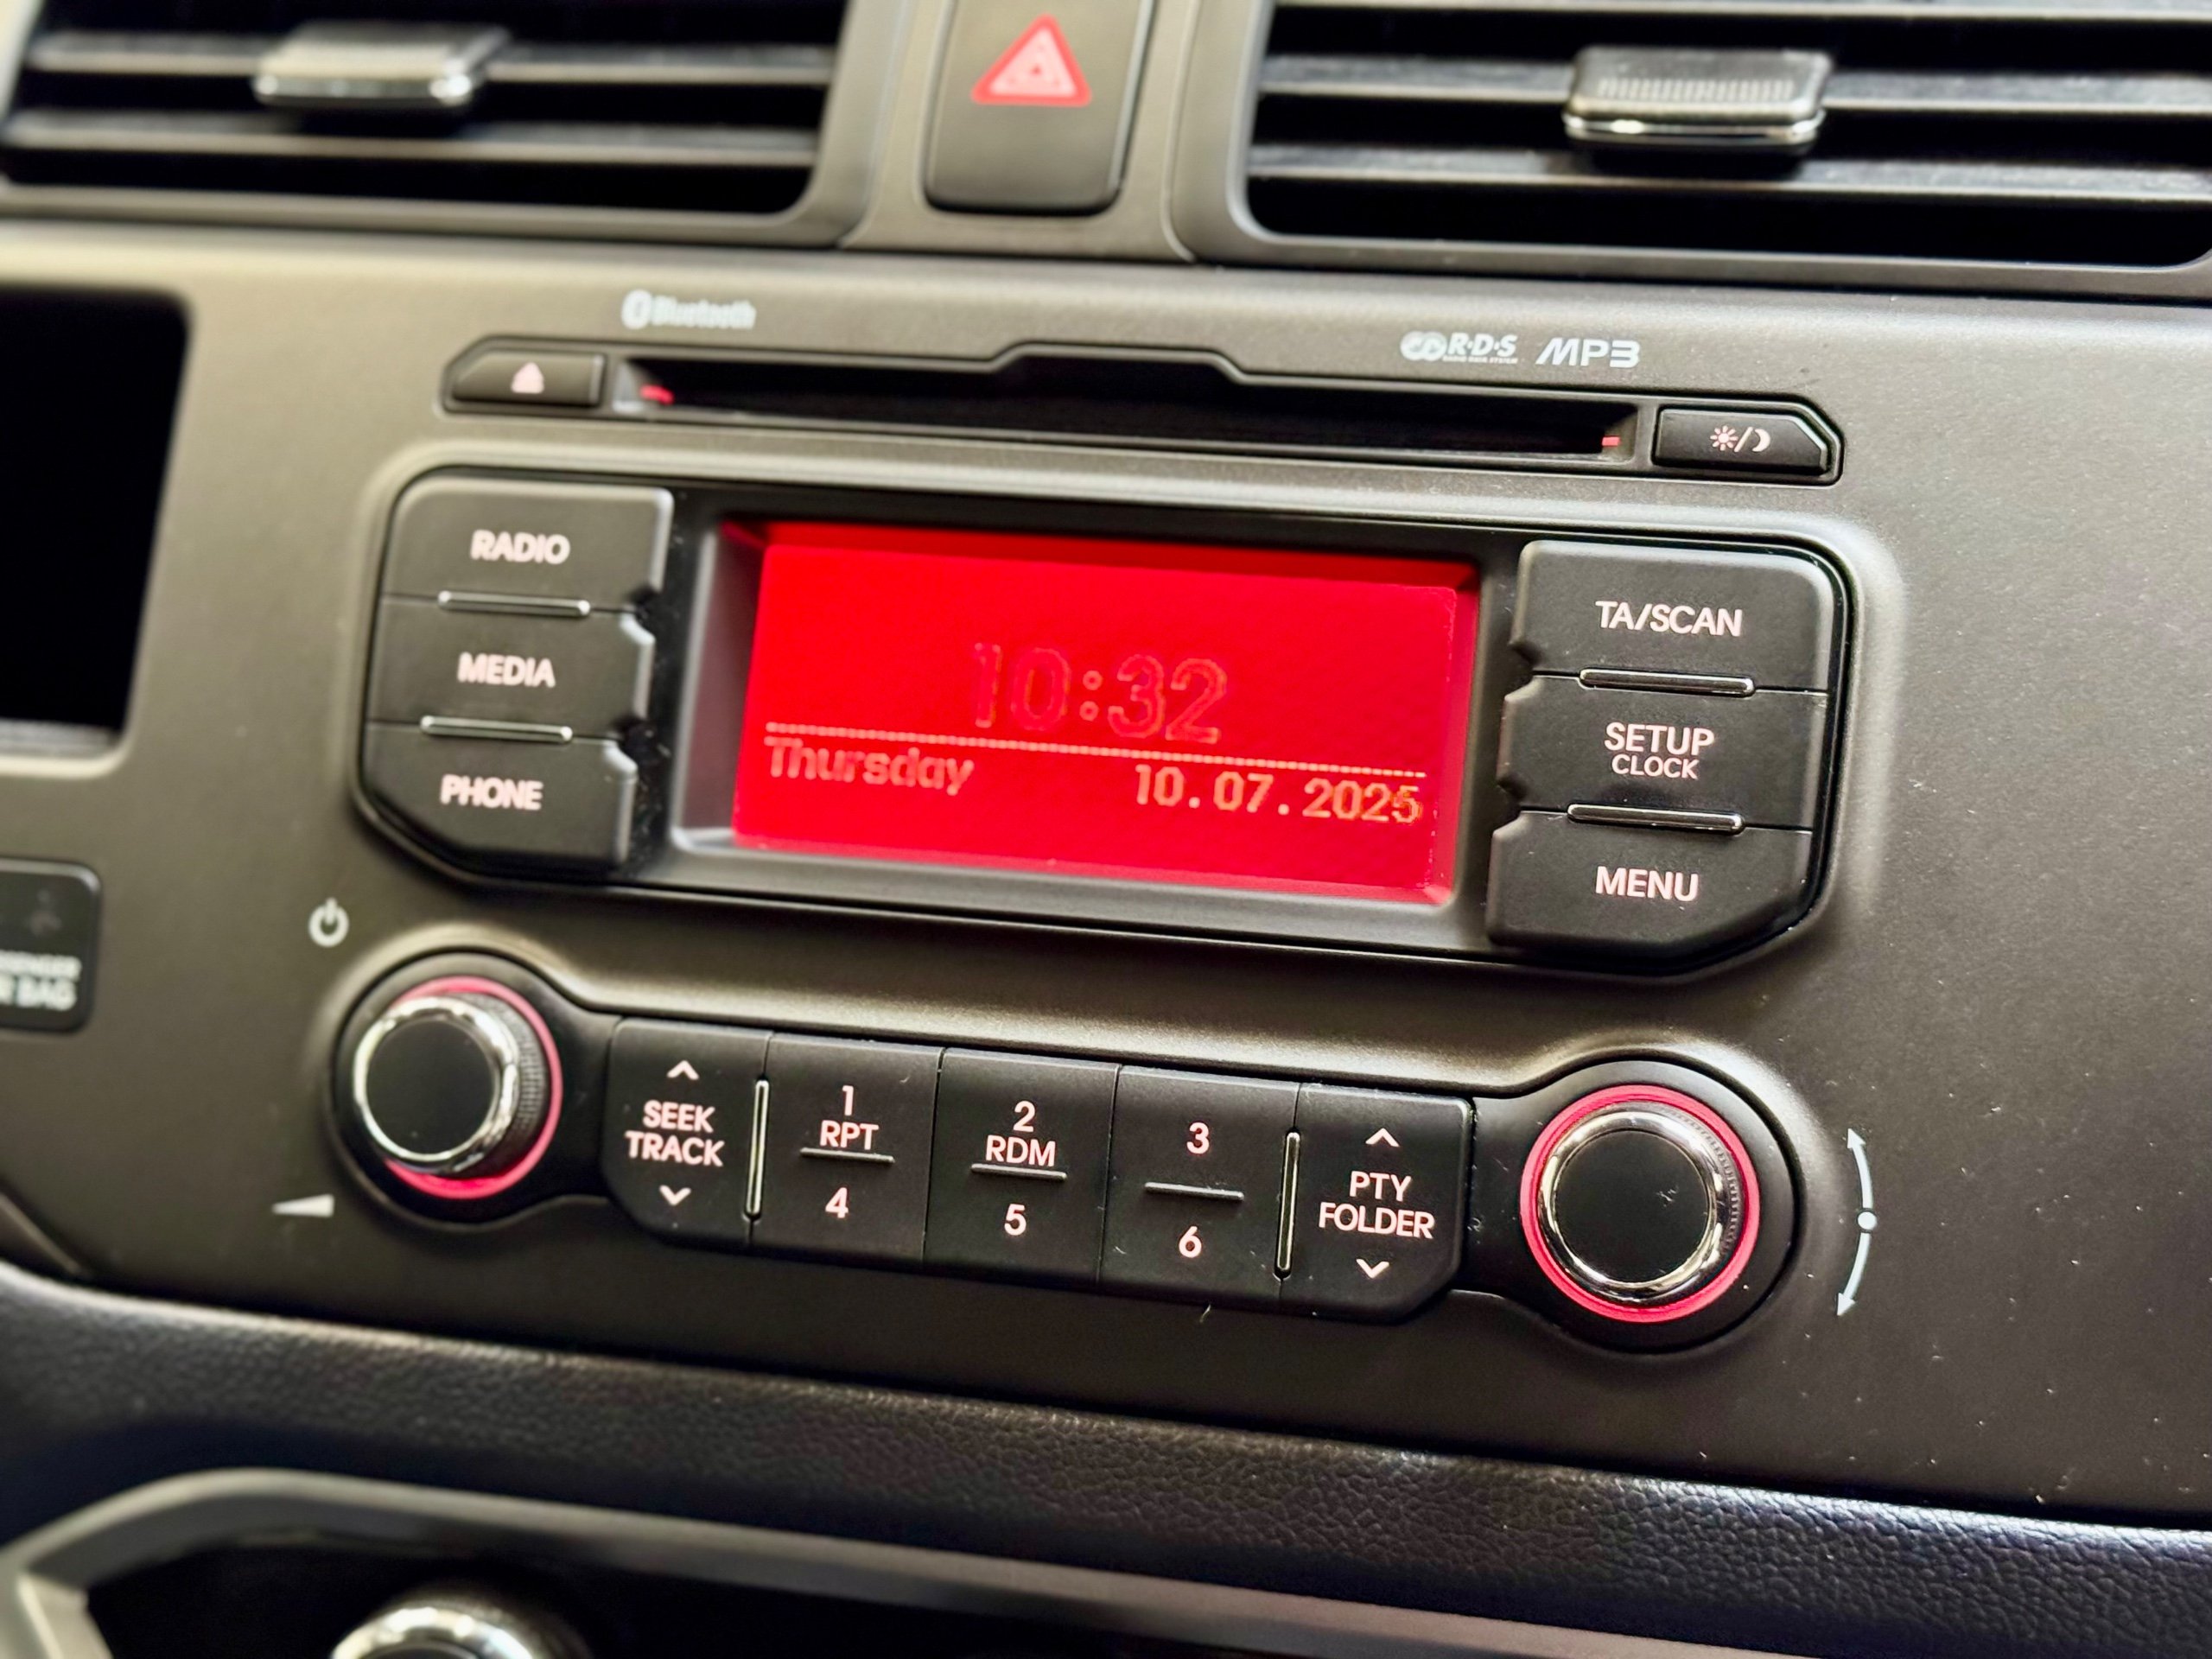 Bluetooth
R·D·S MP3
RADIO
MEDIA
PHONE
10:32
Thursday 10.07.2025
TA/SCAN
SETUP
CLOCK
MENU
SEEK
TRACK
1
RPT
4
2
RDM
5
3
6
PTY
FOLDER
BAG